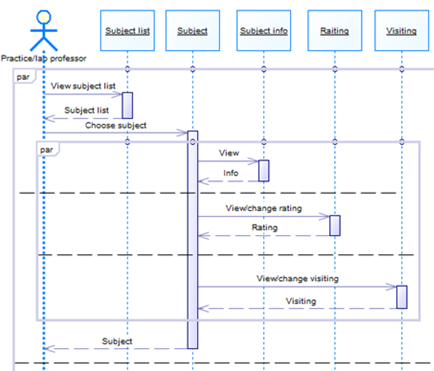 Practice/lab professor
Subject list
Subject
Subject info
Raiting
Visiting
par
View subject list
Subject list
Choose subject
par
View
Info
View/change rating
Rating
View/change visiting
Visiting
Subject